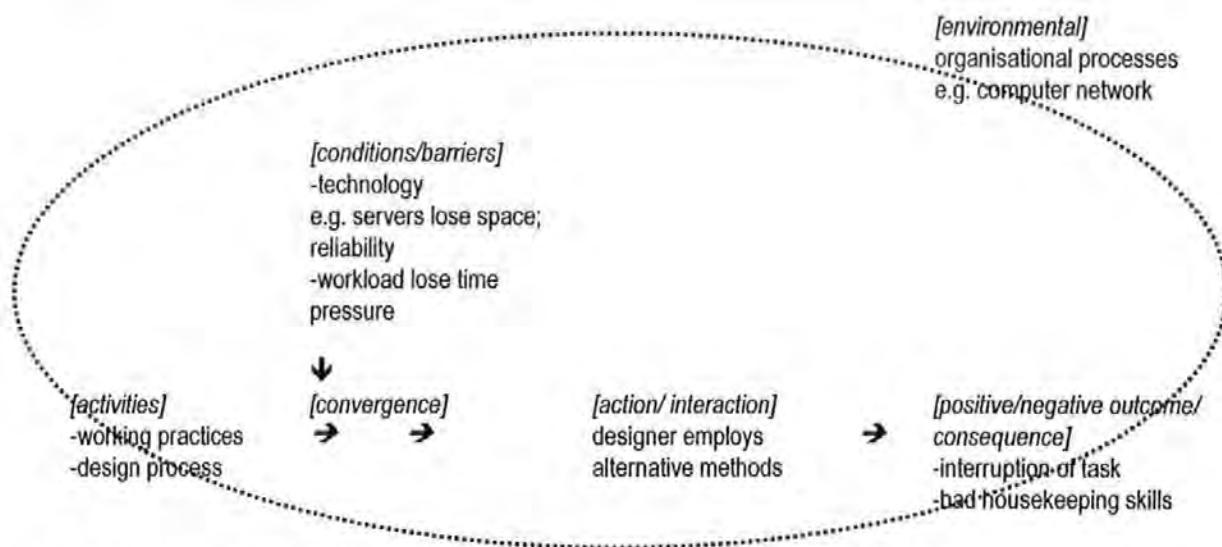 [environmental]
organisational processes
e.g. computer network
[conditions/barriers]
-technology
e.g. servers lose space;
reliability
-workload lose time
pressure
[activities]
-working practices
-design process
[convergence]
[action/ interaction]
designer employs
alternative methods
[positive/negative outcome/
consequence]
-interruption of task
-bad housekeeping skills